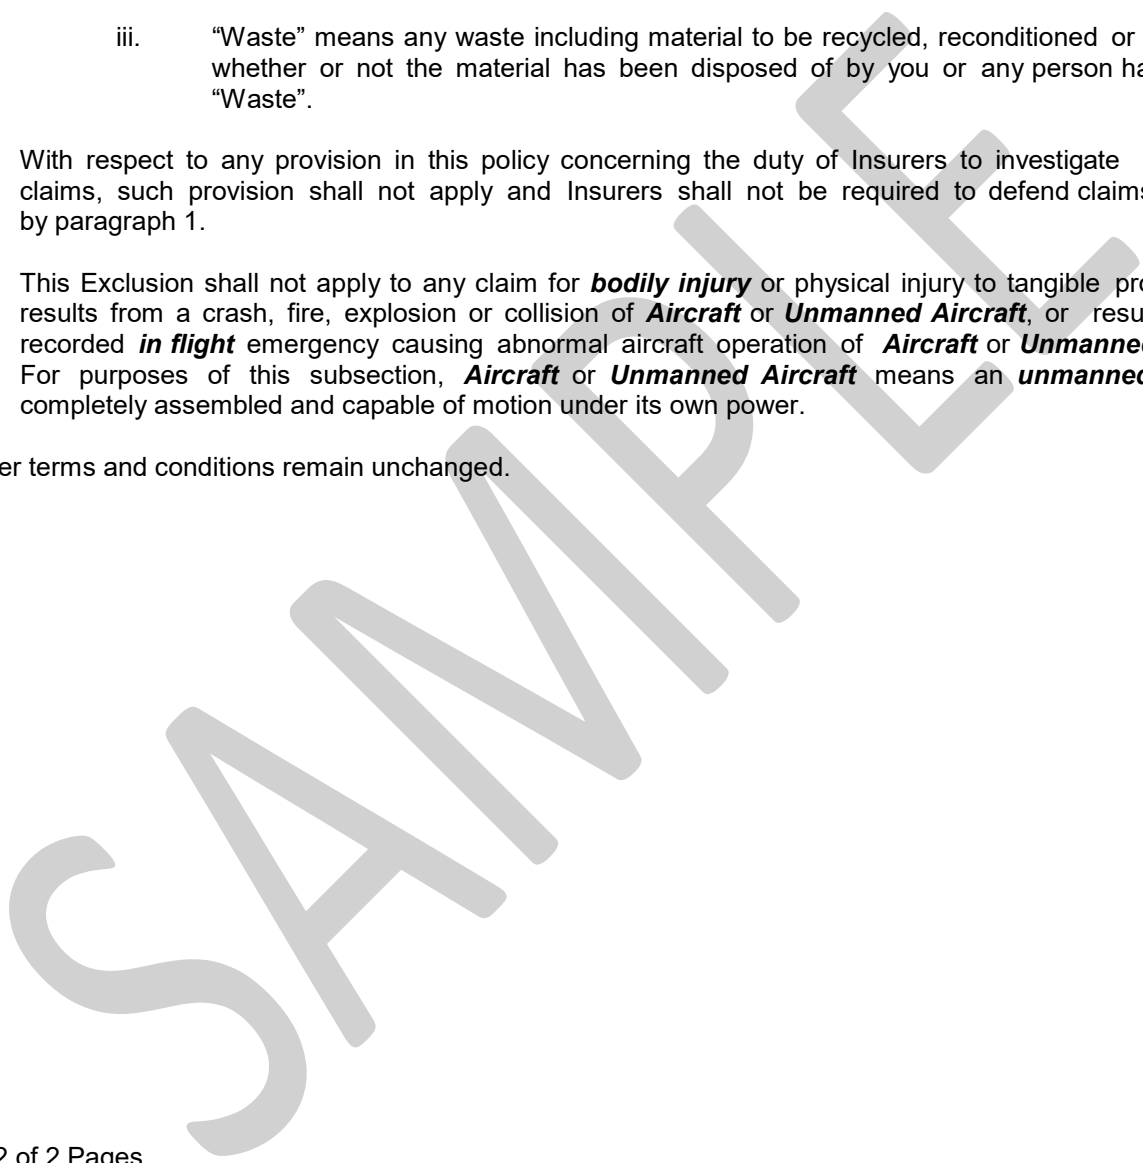 iii. “Waste” means any waste including material to be recycled, reconditioned or
whether or not the material has been disposed of by you or any person ha
“Waste”.
With respect to any provision in this policy concerning the duty of Insurers to investigate
claims, such provision shall not apply and Insurers shall not be required to defend claims
by paragraph 1.
This Exclusion shall not apply to any claim for bodily injury or physical injury to tangible pro
results from a crash, fire, explosion or collision of Aircraft or Unmanned Aircraft, or resu
recorded in flight emergency causing abnormal aircraft operation of Aircraft or Unmanned
For purposes of this subsection, Aircraft or Unmanned Aircraft means an unmanned
completely assembled and capable of motion under its own power.
er terms and conditions remain unchanged.
SAMPLE
2 of 2 Pages